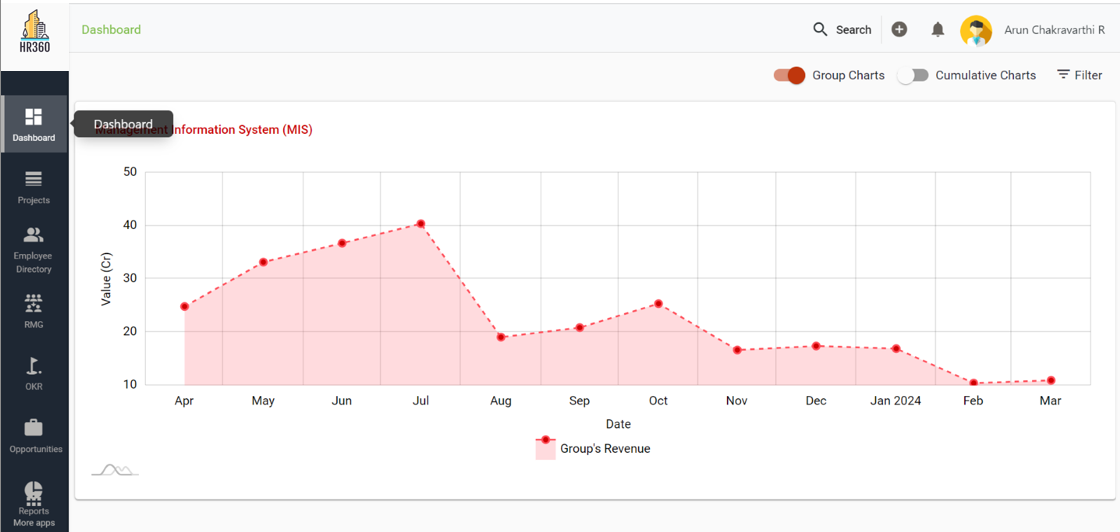 HR360
Dashboard
Search
Arun Chakravarthi R
Group Charts
Cumulative Charts
Filter
Dashboard
Projects
Employee
Directory
RMG
OKR
Opportunities
Reports
More apps
Dashboard
Management Information System (MIS)
Value (Cr)
50
40
30
20
10
Apr May Jun Jul Aug Sep Oct Nov Dec Jan 2024 Feb Mar
Date
Group's Revenue